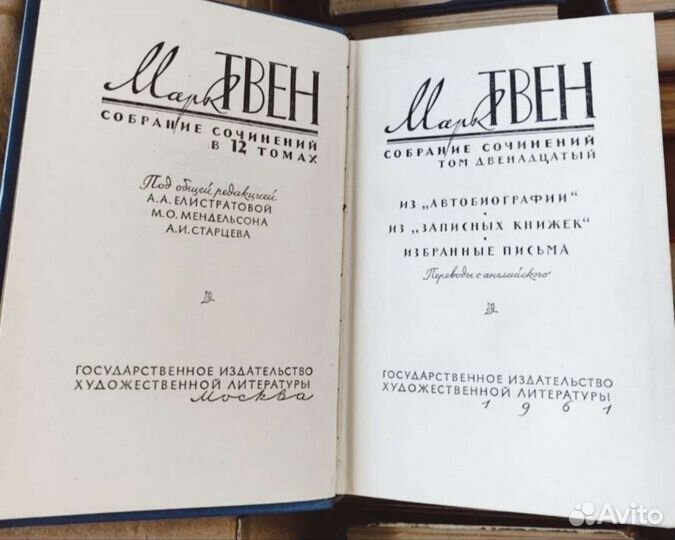 Марк ТВЕН
СОБРАНИЕ СОЧИНЕНИЙ
В 12 ТОМАХ
Под общей редакцией
А.А. ЕЛИСТРАТОВОЙ
М.О. МЕНДЕЛЬСОНА
А.И. СТАРЦЕВА
ГОСУДАРСТВЕННОЕ ИЗДАТЕЛЬСТВО
ХУДОЖЕСТВЕННОЙ ЛИТЕРАТУРЫ
Москва
Марк ТВЕН
СОБРАНИЕ СОЧИНЕНИЙ
ТОМ ДВЕНАДЦАТЫЙ
ИЗ „АВТОБИОГРАФИИ“
ИЗ „ЗАПИСНЫХ КНИЖЕК“
ИЗБРАННЫЕ ПИСЬМА
Переводы с английского
ГОСУДАРСТВЕННОЕ ИЗДАТЕЛЬСТВО
ХУДОЖЕСТВЕННОЙ ЛИТЕРАТУРЫ
1961
Avito